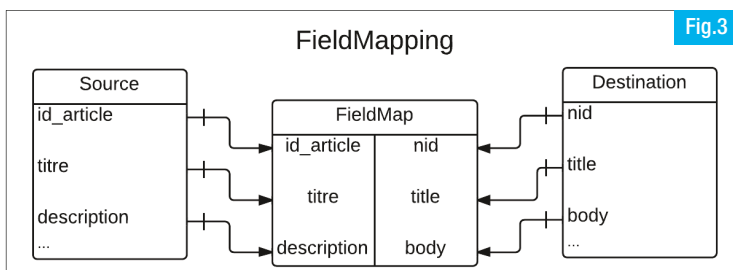 Fig.3
FieldMapping
Source
id_article
titre
description
...
FieldMap
id_article nid
titre title
description body
Destination
nid
title
body
...